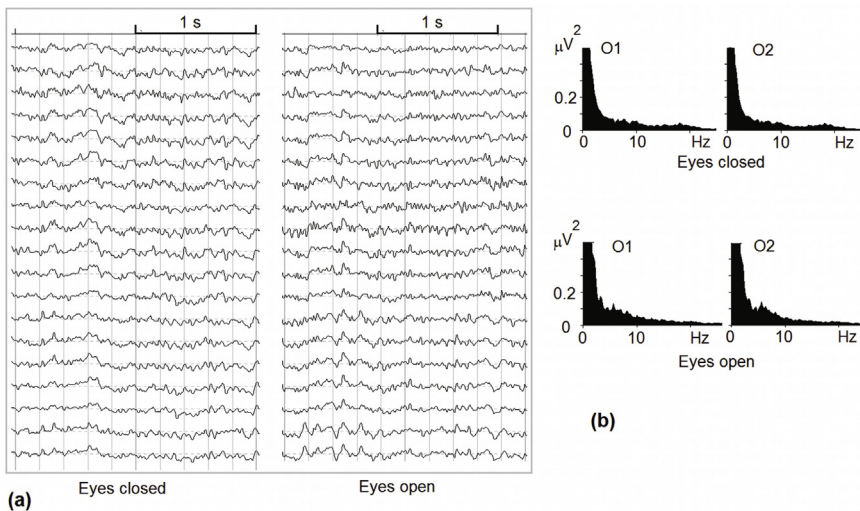 1 s
1 s
Eyes closed
Eyes open
(a)
(b)
µV2
O1
O2
0.2
0
0
10
Hz
0
10
Hz
Eyes closed
µV2
O1
O2
0.2
0
0
10
Hz
0
10
Hz
Eyes open